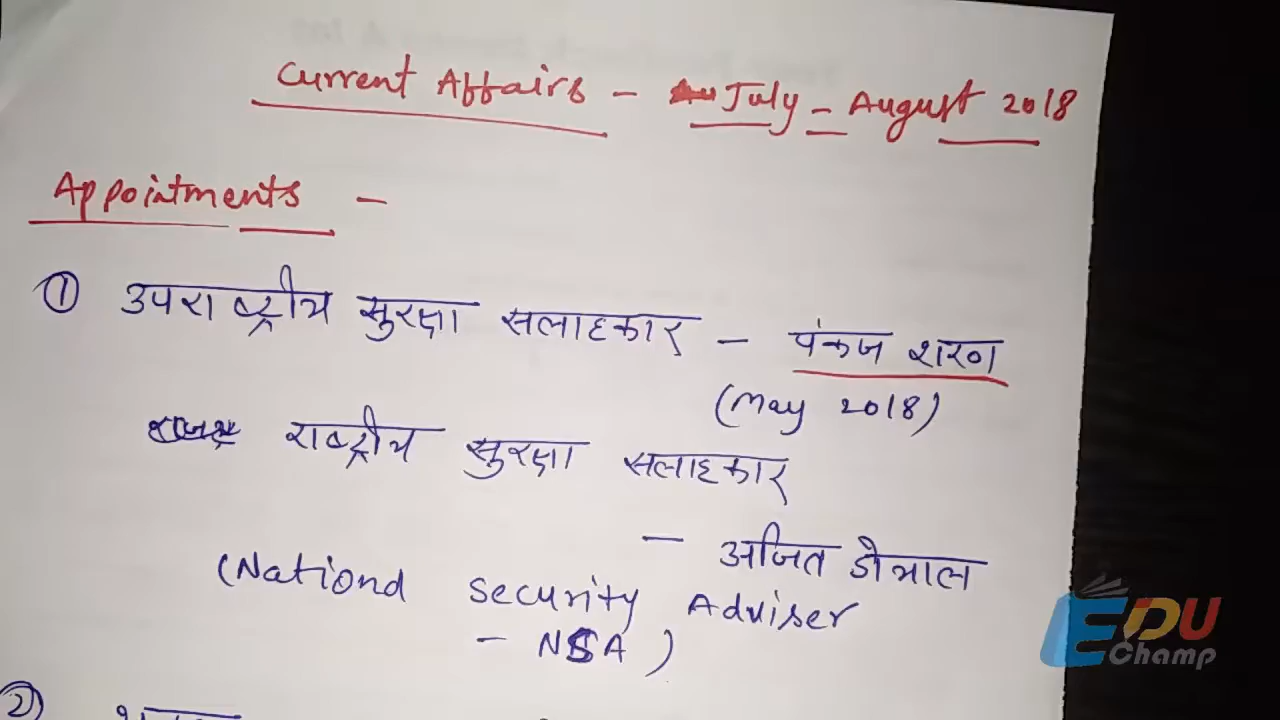 Current Affairs - July - August 2018
Appointments -
① उपराष्ट्रीय सुरक्षा सलाहकार - पंकज शरण
(May 2018)
राष्ट्रीय सुरक्षा सलाहकार
- अजित डोभाल
(National Security Adviser
- NSA)
②
EDU
Champ